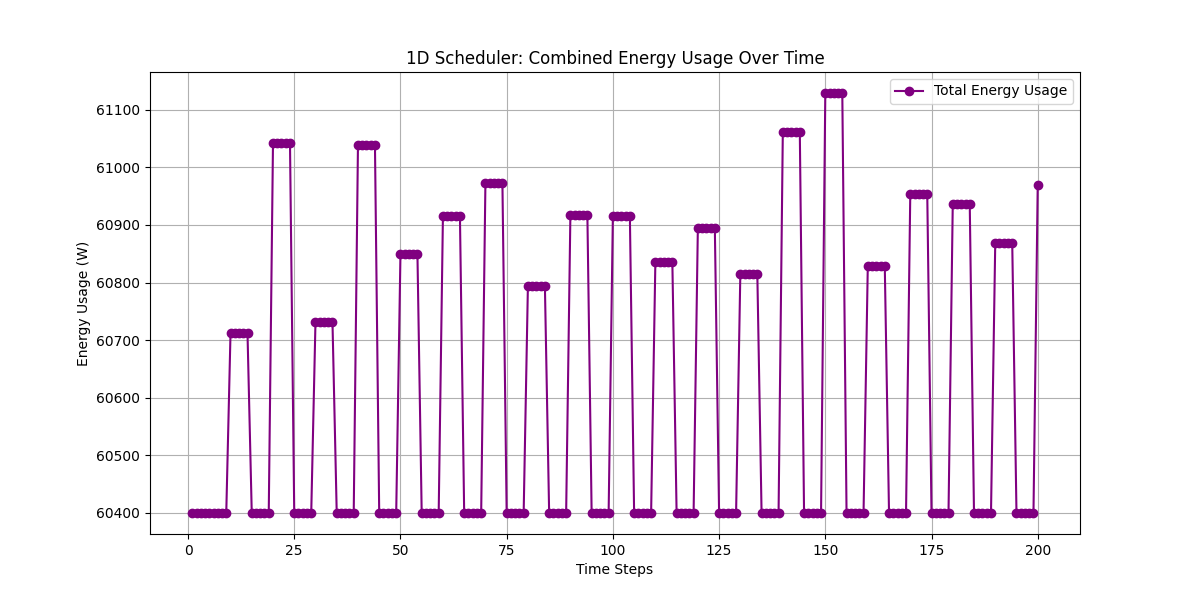 1D Scheduler: Combined Energy Usage Over Time
Total Energy Usage
Energy Usage (W)
61100
61000
60900
60800
60700
60600
60500
60400
0 25 50 75 100 125 150 175 200
Time Steps